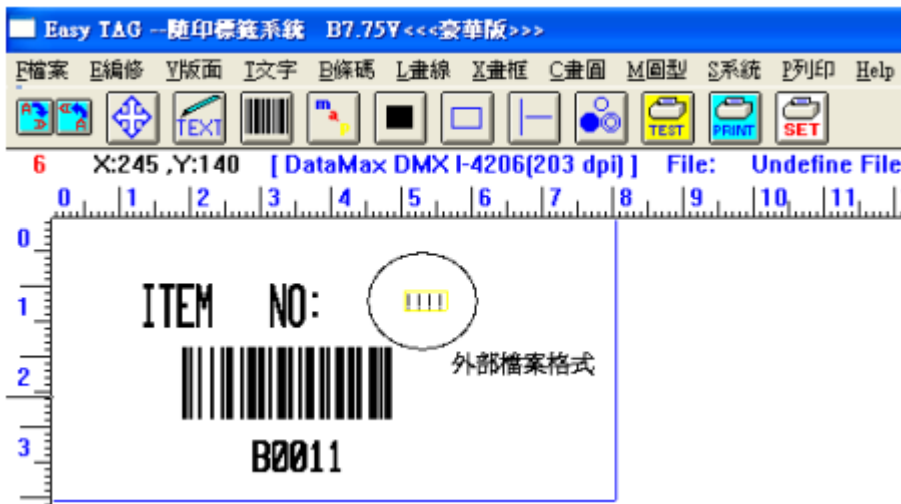 Easy TAG --隨印標籤系統 B7.75V<<<豪華版>>>
F檔案 E編修 V版面 T文字 B條碼 L畫線 X畫框 C畫圓 M圖型 S系統 P列印 Help
A A A A TEXT map TEST PRINT SET
6 X:245 ,Y:140 [ DataMax DMX I-4206(203 dpi) ] File: Undefine File
0 1 2 3 4 5 6 7 8 9 10 11
0
ITEM NO: !!!!
1
外部檔案格式
2
B0011
3